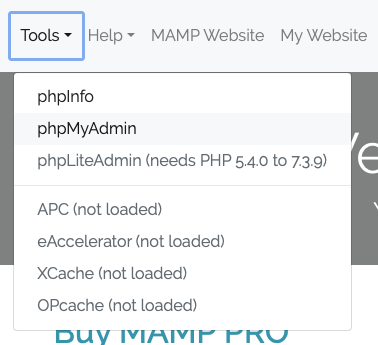 Tools Help MAMP Website My Website
phpInfo
phpMyAdmin
phpLiteAdmin (needs PHP 5.4.0 to 7.3.9)
APC (not loaded)
eAccelerator (not loaded)
XCache (not loaded)
OPcache (not loaded)
Buy MAMP PRO